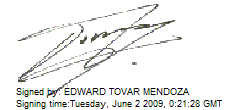 Signed by: EDWARD TOVAR MENDOZA
Signing time:Tuesday, June 2 2009, 0:21:28 GMT